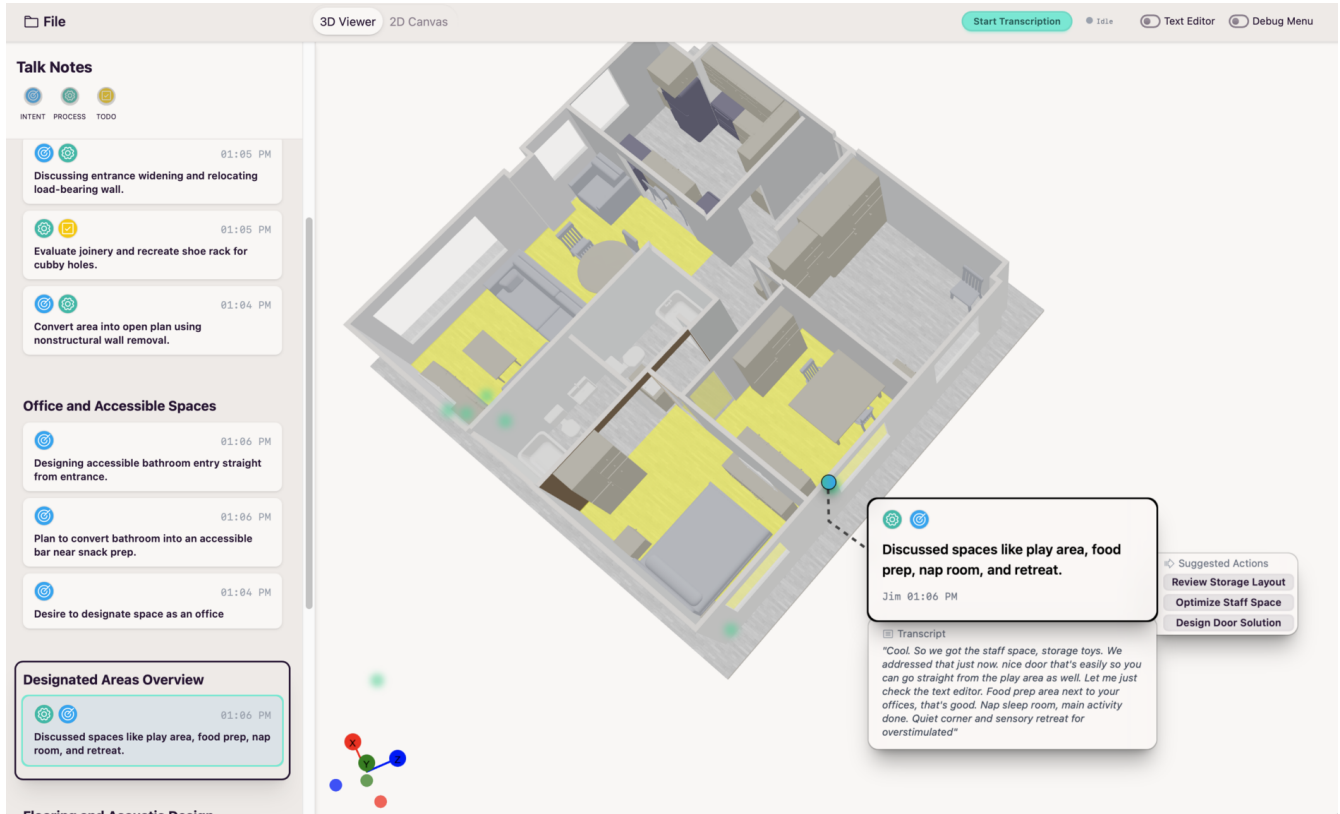 File
3D Viewer
2D Canvas
Start Transcription
Idle
Text Editor
Debug Menu
Talk Notes
INTENT
PROCESS
TODO
01:05 PM
Discussing entrance widening and relocating
load-bearing wall.
01:05 PM
Evaluate joinery and recreate shoe rack for
cubby holes.
01:04 PM
Convert area into open plan using
nonstructural wall removal.
Office and Accessible Spaces
01:06 PM
Designing accessible bathroom entry straight
from entrance.
01:06 PM
Plan to convert bathroom into an accessible
bar near snack prep.
01:04 PM
Desire to designate space as an office
Designated Areas Overview
01:06 PM
Discussed spaces like play area, food prep, nap
room, and retreat.
Flooring and Acoustic Design
X
Y
Z
Discussed spaces like play area, food
prep, nap room, and retreat.
Jim 01:06 PM
Transcript
"Cool. So we got the staff space, storage toys. We
addressed that just now. nice door that's easily so you
can go straight from the play area as well. Let me just
check the text editor. Food prep area next to your
offices, that's good. Nap sleep room, main activity
done. Quiet corner and sensory retreat for
overstimulated"
Suggested Actions
Review Storage Layout
Optimize Staff Space
Design Door Solution